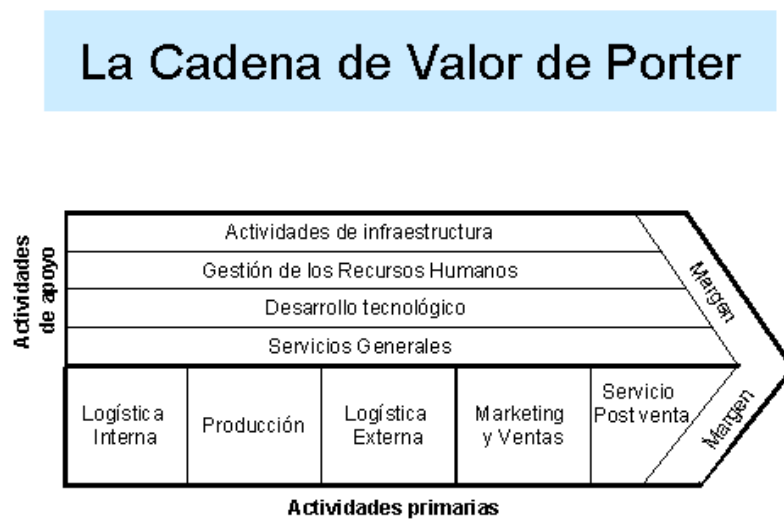 La Cadena de Valor de Porter
Actividades
de apoyo
Actividades de infraestructura
Gestión de los Recursos Humanos
Desarrollo tecnológico
Servicios Generales
Margen
Logística
Interna
Producción
Logística
Externa
Marketing
y Ventas
Servicio
Post venta
Margen
Actividades primarias